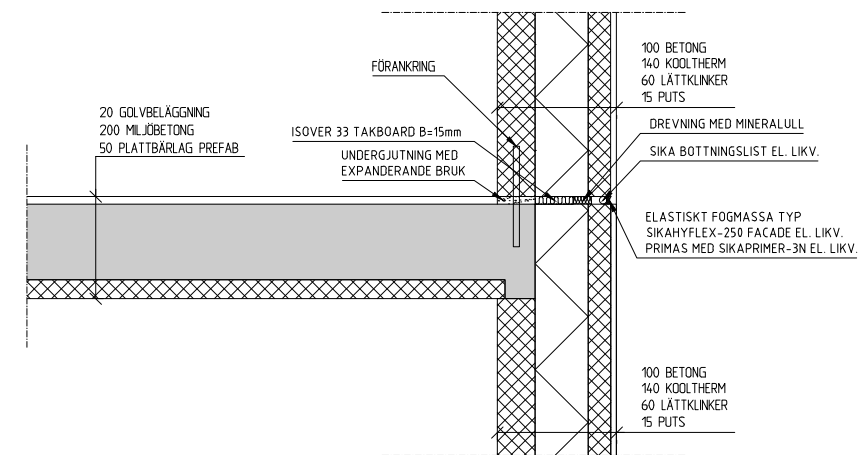 100 BETONG
140 KOOLTHERM
60 LÄTTKLINKER
15 PUTS
FÖRANKRING
20 GOLVBELÄGGNING
200 MILJÖBETONG
50 PLATTBÄRLAG PREFAB
ISOVER 33 TAKBOARD B=15mm
DREVNING MED MINERALULL
UNDERGJUTNING MED
EXPANDERANDE BRUK
SIKA BOTTNINGSLIST EL. LIKV.
ELASTISKT FOGMASSA TYP
SIKAHYFLEX-250 FACADE EL. LIKV.
PRIMAS MED SIKAPRIMER-3N EL. LIKV.
100 BETONG
140 KOOLTHERM
60 LÄTTKLINKER
15 PUTS